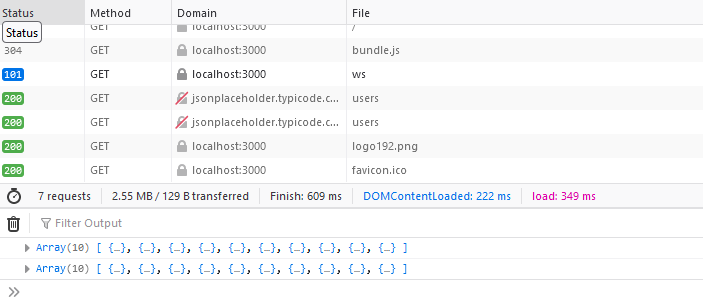 Status Method Domain File
Status GET localhost:3000 /
304 GET localhost:3000 bundle.js
101 GET localhost:3000 ws
200 GET jsonplaceholder.typicode.c... users
200 GET jsonplaceholder.typicode.c... users
200 GET localhost:3000 logo192.png
200 GET localhost:3000 favicon.ico
7 requests 2.55 MB / 129 B transferred Finish: 609 ms DOMContentLoaded: 222 ms load: 349 ms
Filter Output
Array(10) [ {…}, {…}, {…}, {…}, {…}, {…}, {…}, {…}, {…}, {…} ]
Array(10) [ {…}, {…}, {…}, {…}, {…}, {…}, {…}, {…}, {…}, {…} ]
»